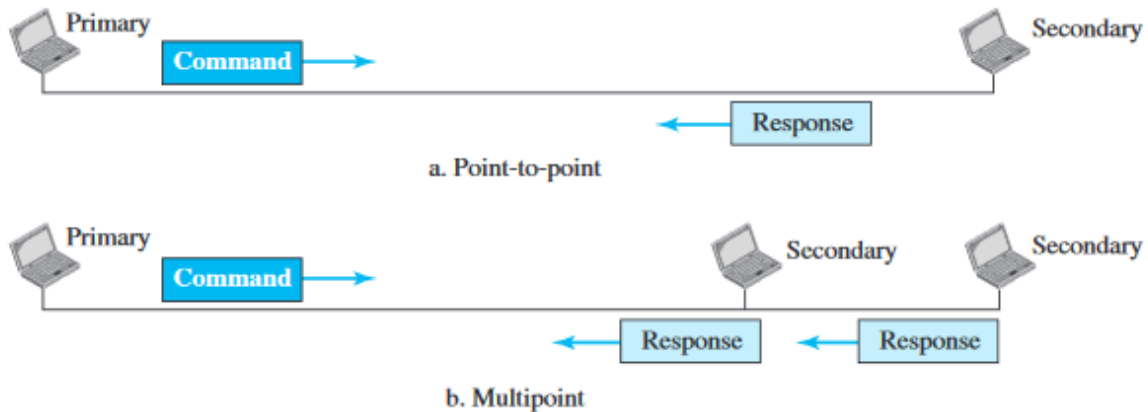 Primary
Secondary
Command
Response
a. Point-to-point
Primary
Secondary
Secondary
Command
Response
Response
b. Multipoint